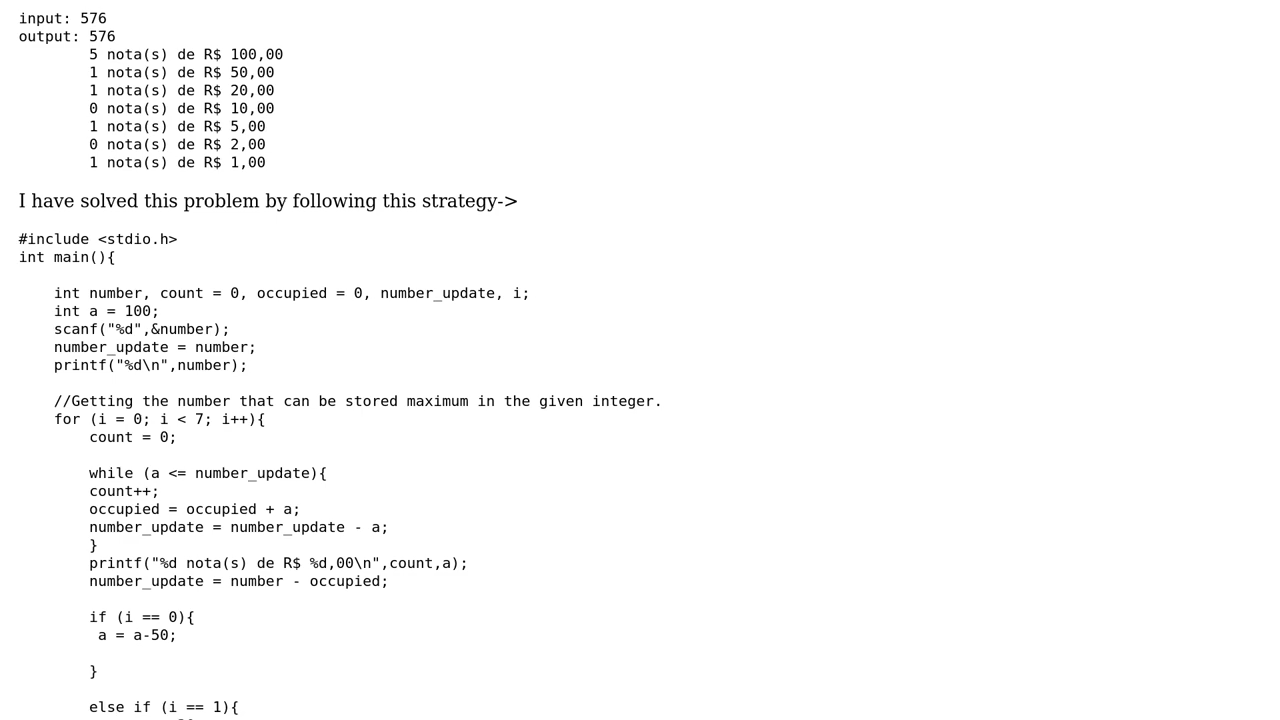 input: 576
output: 576
        5 nota(s) de R$ 100,00
        1 nota(s) de R$ 50,00
        1 nota(s) de R$ 20,00
        0 nota(s) de R$ 10,00
        1 nota(s) de R$ 5,00
        0 nota(s) de R$ 2,00
        1 nota(s) de R$ 1,00
I have solved this problem by following this strategy->
#include <stdio.h>
int main(){
    int number, count = 0, occupied = 0, number_update, i;
    int a = 100;
    scanf("%d",&number);
    number_update = number;
    printf("%d\n",number);
    //Getting the number that can be stored maximum in the given integer.
    for (i = 0; i < 7; i++){
        count = 0;
        while (a <= number_update){
        count++;
        occupied = occupied + a;
        number_update = number_update - a;
        }
        printf("%d nota(s) de R$ %d,00\n",count,a);
        number_update = number - occupied;
        if (i == 0){
         a = a-50;
        }
        else if (i == 1){